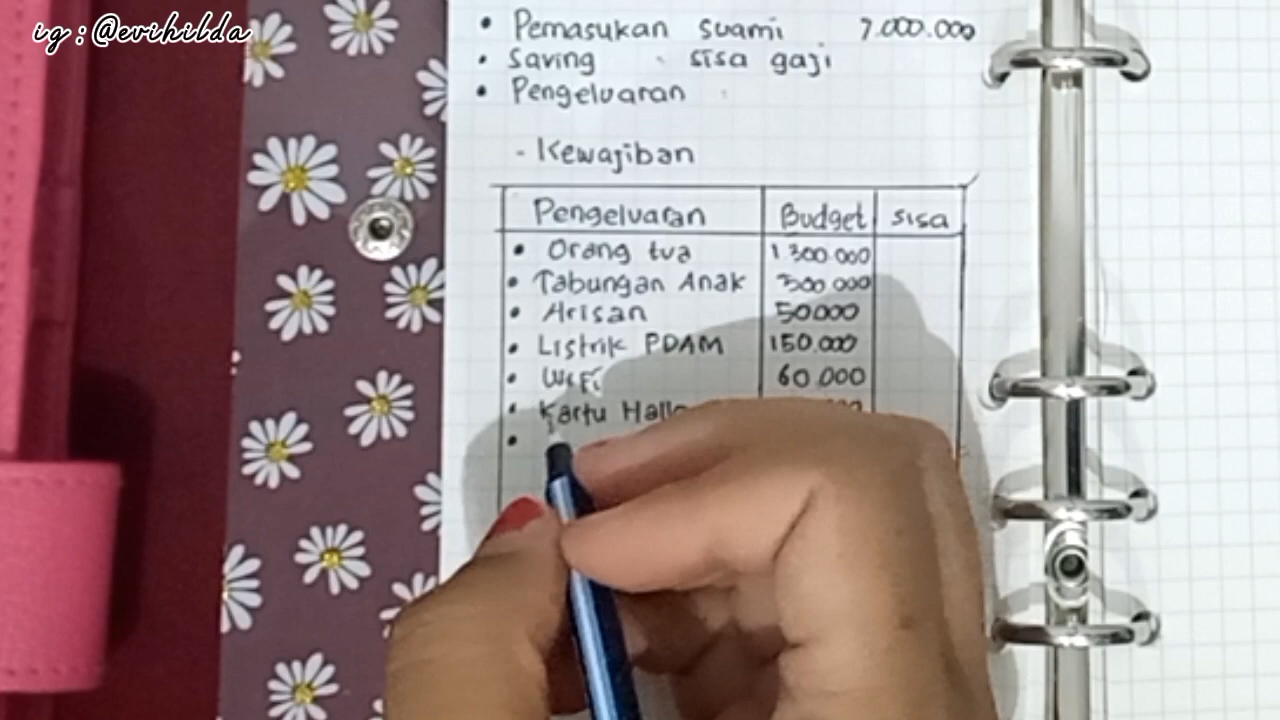 ig : @evihilda
• Pemasukan suami 7.000.000
• Saving sisa gaji
• Pengeluaran
- Kewajiban
Pengeluaran Budget sisa
• Orang tua 1.300.000
• Tabungan Anak 300.000
• Arisan 50.000
• Listrik PDAM 150.000
• WiFi 60.000
• Kartu
•